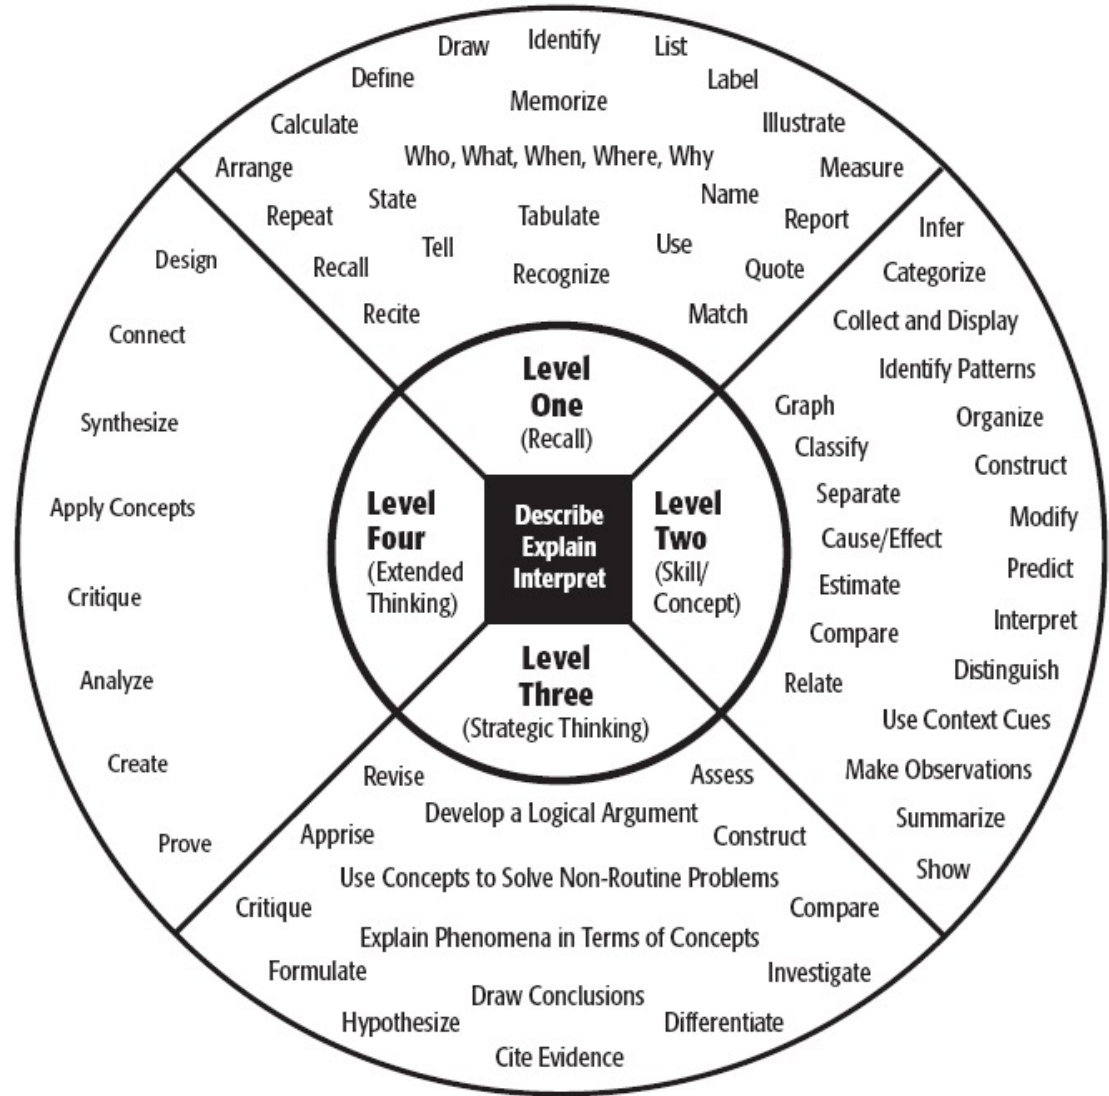 Draw
Identify
List
Define
Label
Memorize
Calculate
Illustrate
Who, What, When, Where, Why
Arrange
Measure
State
Name
Repeat
Tabulate
Report
Tell
Use
Recall
Recognize
Quote
Recite
Match
Level
One
(Recall)
Infer
Categorize
Collect and Display
Identify Patterns
Graph
Organize
Classify
Construct
Separate
Modify
Cause/Effect
Predict
Estimate
Interpret
Compare
Distinguish
Relate
Use Context Cues
Make Observations
Summarize
Show
Level
Two
(Skill/
Concept)
Describe
Explain
Interpret
Level
Three
(Strategic Thinking)
Revise
Assess
Develop a Logical Argument
Apprise
Construct
Use Concepts to Solve Non-Routine Problems
Critique
Compare
Explain Phenomena in Terms of Concepts
Formulate
Investigate
Draw Conclusions
Hypothesize
Differentiate
Cite Evidence
Level
Four
(Extended
Thinking)
Design
Connect
Synthesize
Apply Concepts
Critique
Analyze
Create
Prove